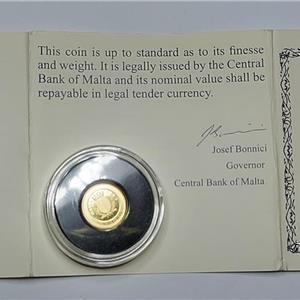 This coin is up to standard as to its finesse
and weight. It is legally issued by the Central
Bank of Malta and its nominal value shall be
repayable in legal tender currency.
Josef Bonnici
Governor
Central Bank of Malta